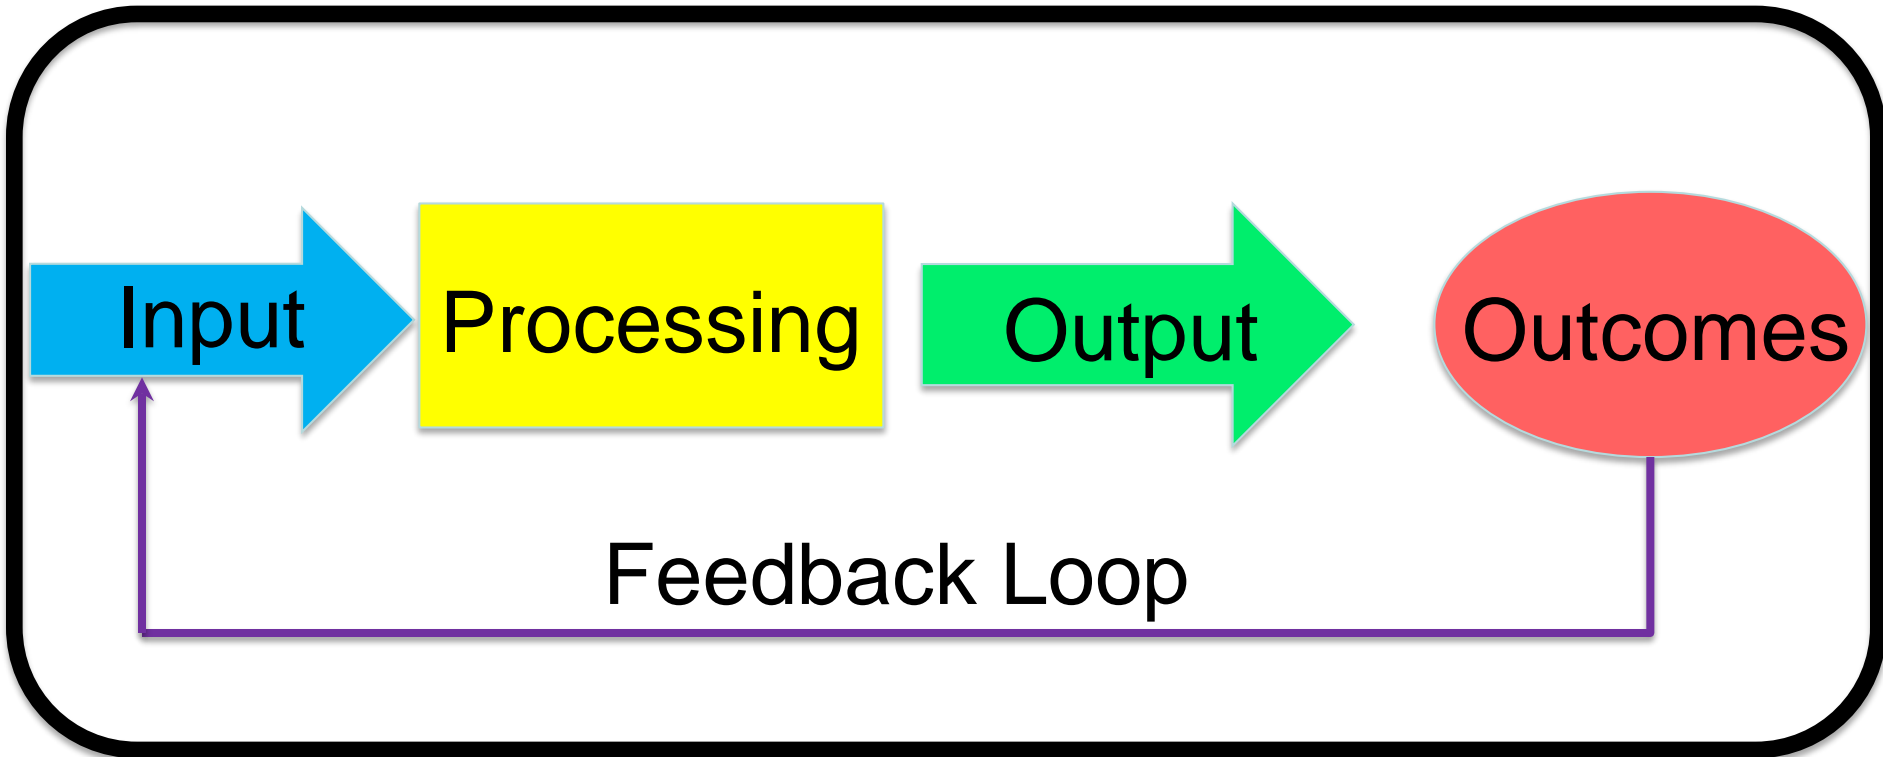 Input
Processing
Output
Outcomes
Feedback Loop